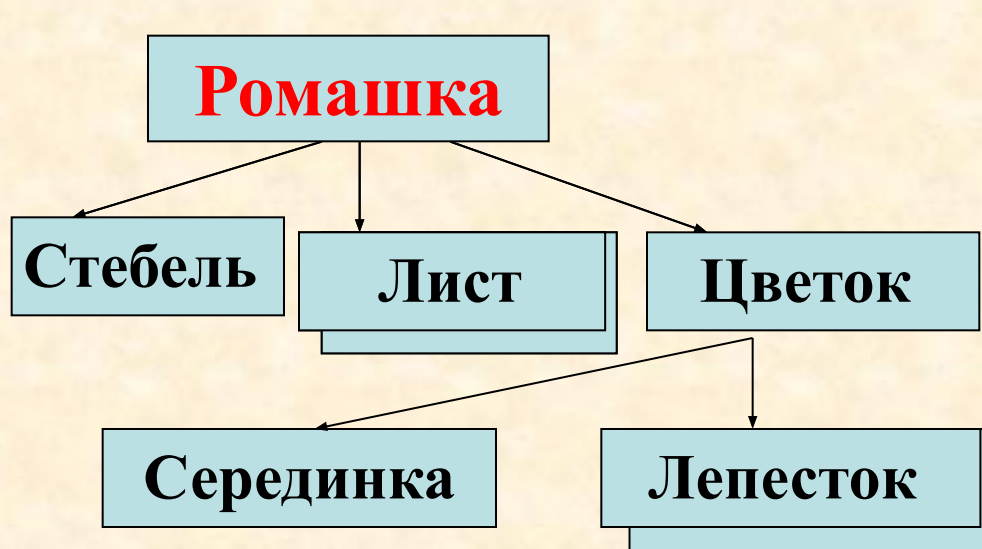 Ромашка
Стебель
Лист
Цветок
Серединка
Лепесток